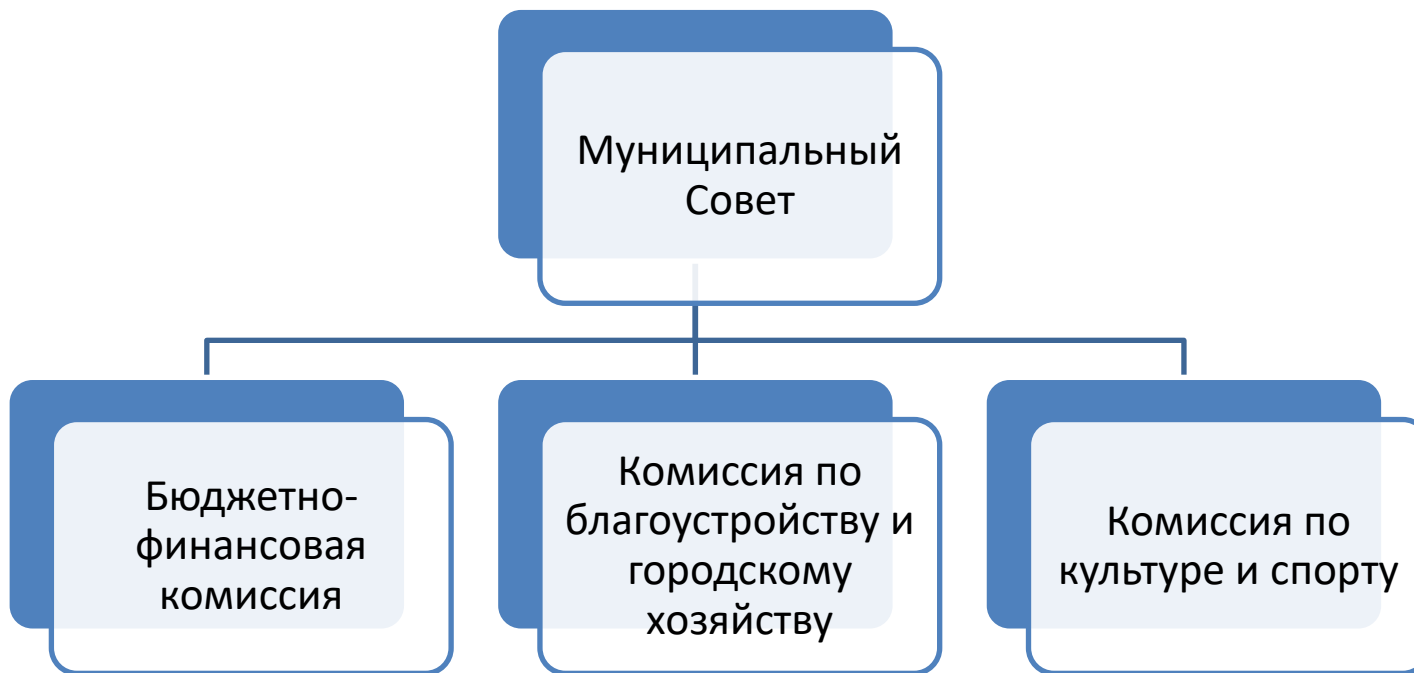 Муниципальный
Совет
Бюджетно-
финансовая
комиссия
Комиссия по
благоустройству и
городскому
хозяйству
Комиссия по
культуре и спорту